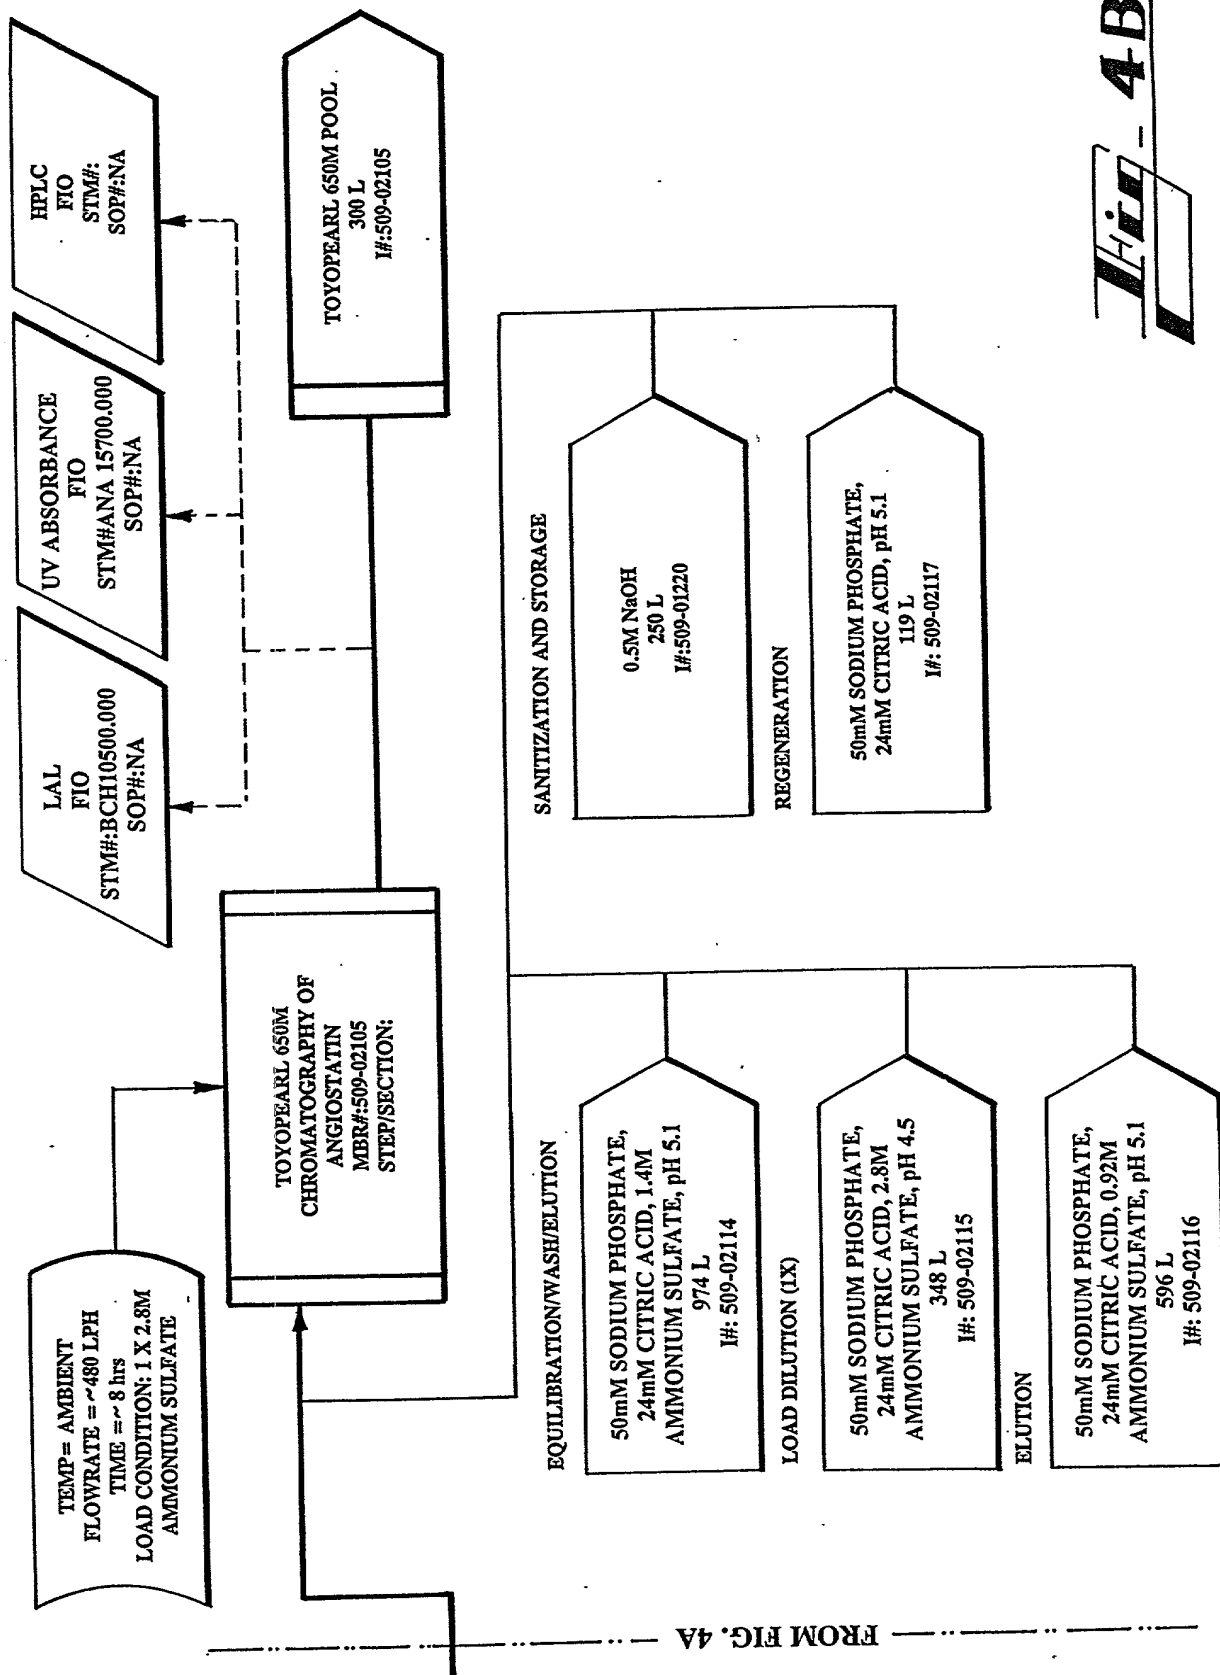 TEMP= AMBIENT
FLOWRATE =~480 LPH
TIME =~ 8 hrs
LOAD CONDITION: 1 X 2.8M
AMMONIUM SULFATE
LAL
FIO
STM#:BCH10500.000
SOP#:NA
UV ABSORBANCE
FIO
STM#ANA 15700.000
SOP#:NA
HPLC
FIO
STM#:
SOP#:NA
TOYOPEARL 650M
CHROMATOGRAPHY OF
ANGIOSTATIN
MBR#:509-02105
STEP/SECTION:
TOYOPEARL 650M POOL
300 L
I#:509-02105
EQUILIBRATION/WASH/ELUTION
50mM SODIUM PHOSPHATE,
24mM CITRIC ACID, 1.4M
AMMONIUM SULFATE, pH 5.1
974 L
I#: 509-02114
LOAD DILUTION (1X)
50mM SODIUM PHOSPHATE,
24mM CITRIC ACID, 2.8M
AMMONIUM SULFATE, pH 4.5
348 L
I#: 509-02115
ELUTION
50mM SODIUM PHOSPHATE,
24mM CITRIC ACID, 0.92M
AMMONIUM SULFATE, pH 5.1
596 L
I#: 509-02116
SANITIZATION AND STORAGE
0.5M NaOH
250 L
I#:509-01220
REGENERATION
50mM SODIUM PHOSPHATE,
24mM CITRIC ACID, pH 5.1
119 L
I#: 509-02117
FROM FIG. 4A
Fig_ 4B